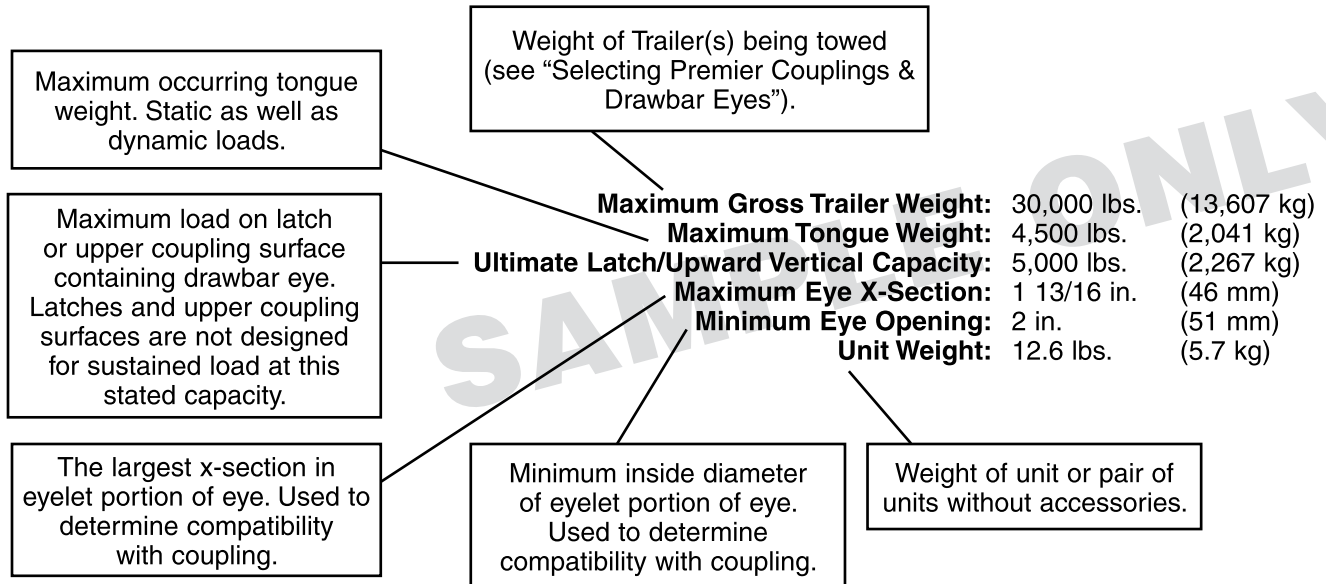 Weight of Trailer(s) being towed
(see “Selecting Premier Couplings &
Drawbar Eyes”).
Maximum occurring tongue
weight. Static as well as
dynamic loads.
Maximum load on latch
or upper coupling surface
containing drawbar eye.
Latches and upper coupling
surfaces are not designed
for sustained load at this
stated capacity.
Maximum Gross Trailer Weight: 30,000 lbs. (13,607 kg)
Maximum Tongue Weight: 4,500 lbs. (2,041 kg)
Ultimate Latch/Upward Vertical Capacity: 5,000 lbs. (2,267 kg)
Maximum Eye X-Section: 1 13/16 in. (46 mm)
Minimum Eye Opening: 2 in. (51 mm)
Unit Weight: 12.6 lbs. (5.7 kg)
SAMPLE ONLY
The largest x-section in
eyelet portion of eye. Used to
determine compatibility
with coupling.
Minimum inside diameter
of eyelet portion of eye.
Used to determine
compatibility with coupling.
Weight of unit or pair of
units without accessories.